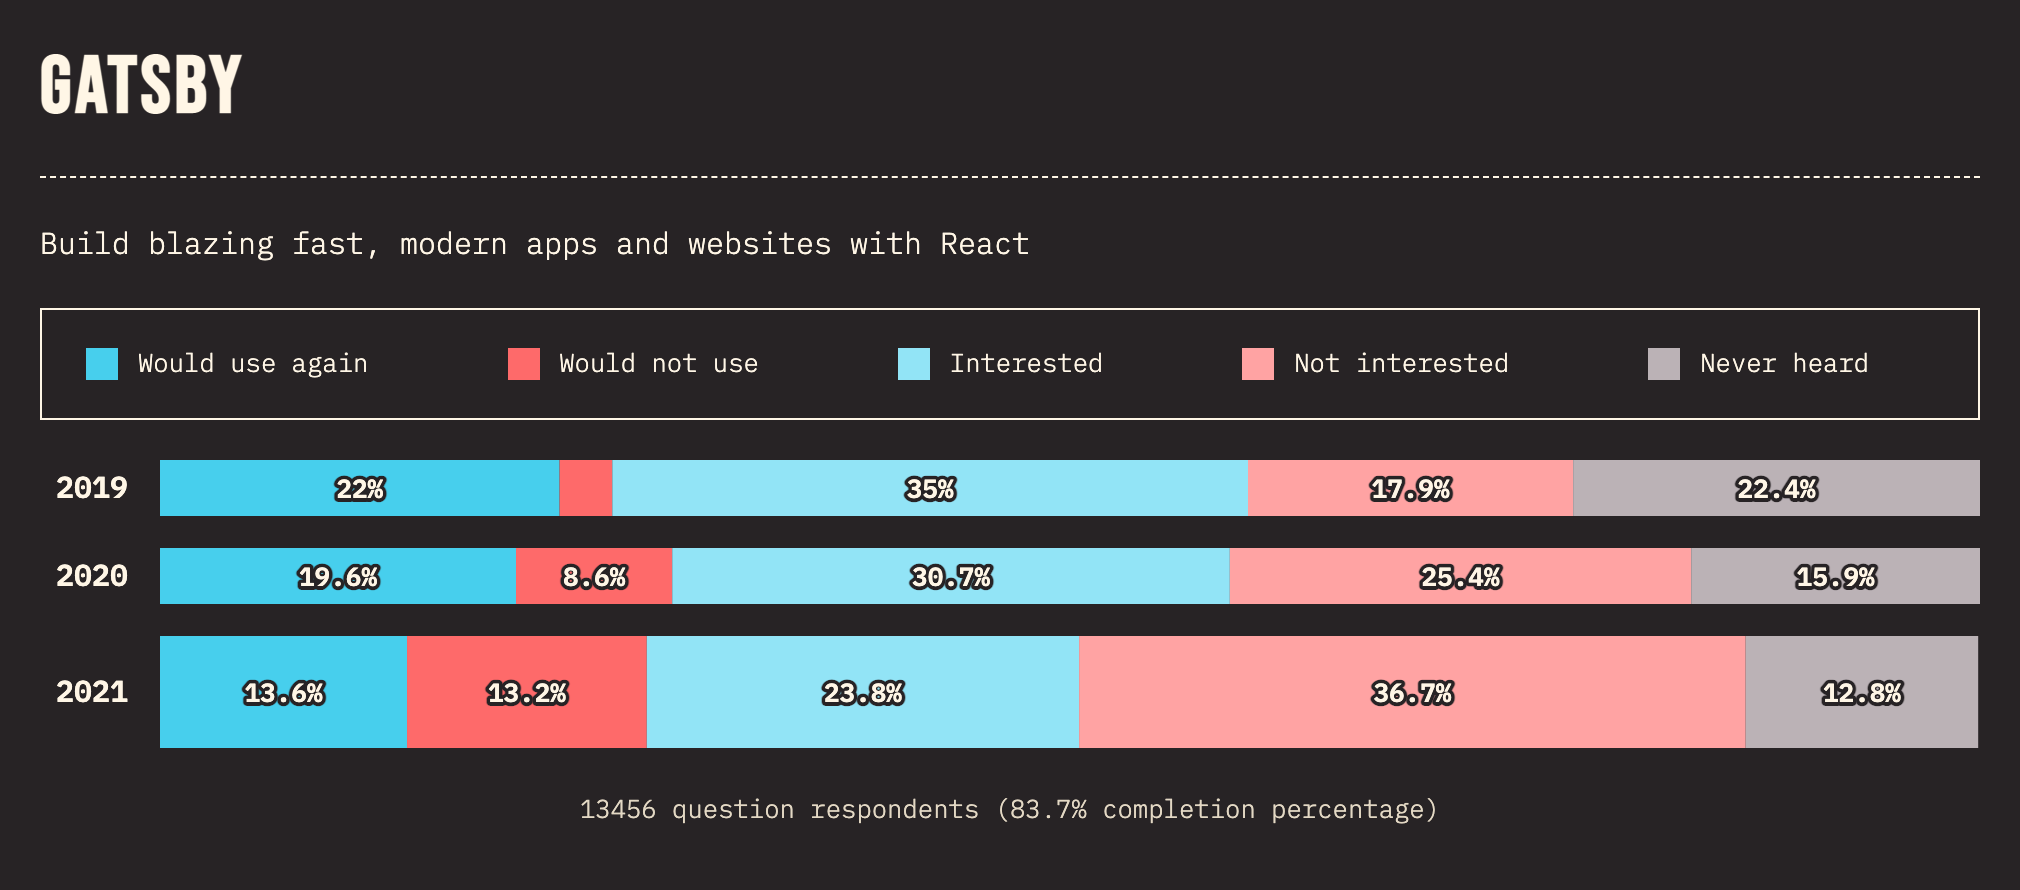 GATSBY
Build blazing fast, modern apps and websites with React
Would use again Would not use Interested Not interested Never heard
2019 22% 35% 17.9% 22.4%
2020 19.6% 8.6% 30.7% 25.4% 15.9%
2021 13.6% 13.2% 23.8% 36.7% 12.8%
13456 question respondents (83.7% completion percentage)